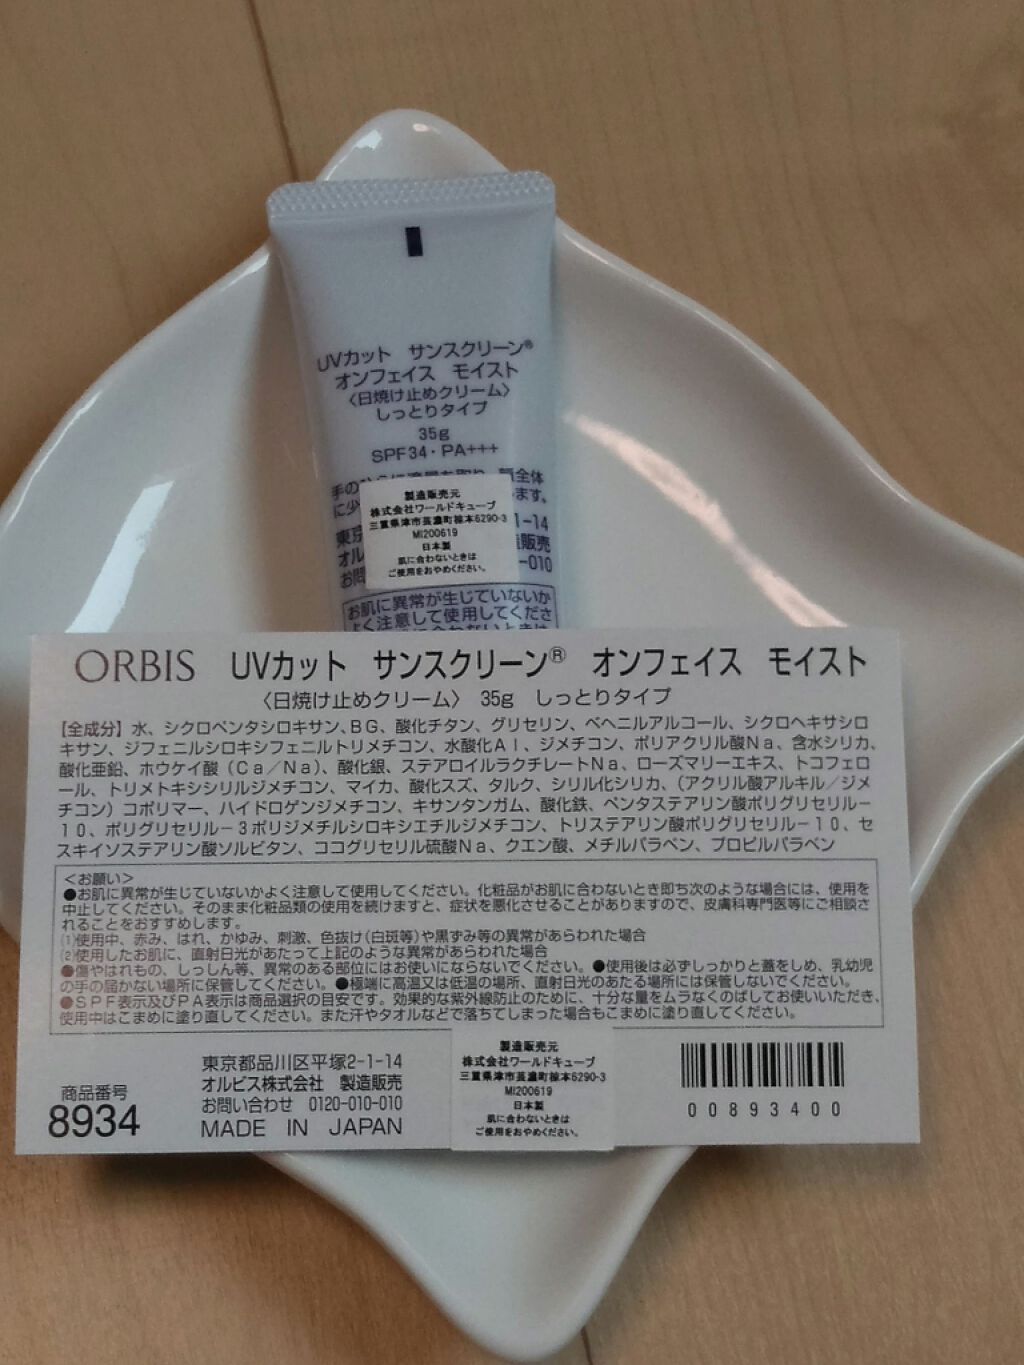 UVカット サンスクリーン®
オンフェイス モイスト
〈日焼け止めクリーム〉
しっとりタイプ
35g
SPF34・PA+++
手の
全体
に少
ます。
製造販売元
株式会社ワールドキューブ
三重県津市芸濃町椋本6290-3
MI200619
日本製
肌に合わないときは
ご使用をおやめください。
東京
1-14
オル
販売
お問
-010
お肌に異常が生じていないか
よく注意して使用してくださ
ORBIS UVカット サンスクリーン® オンフェイス モイスト
〈日焼け止めクリーム〉 35g しっとりタイプ
【全成分】水、シクロペンタシロキサン、BG、酸化チタン、グリセリン、ベヘニルアルコール、シクロヘキサシロ
キサン、ジフェニルシロキシフェニルトリメチコン、水酸化Al、ジメチコン、ポリアクリル酸Na、含水シリカ、
酸化亜鉛、ホウケイ酸(Ca/Na)、酸化銀、ステアロイルラクチレートNa、ローズマリーエキス、トコフェロ
ール、トリメトキシシリルジメチコン、マイカ、酸化スズ、タルク、シリル化シリカ、(アクリル酸アルキル/ジメ
チコン)コポリマー、ハイドロゲンジメチコン、キサンタンガム、酸化鉄、ペンタステアリン酸ポリグリセリル-
10、ポリグリセリル-3ポリジメチルシロキシエチルジメチコン、トリステアリン酸ポリグリセリル-10、セ
スキイソステアリン酸ソルビタン、ココグリセリル硫酸Na、クエン酸、メチルパラベン、プロピルパラベン
<お願い>
●お肌に異常が生じていないかよく注意して使用してください。化粧品がお肌に合わないとき即ち次のような場合には、使用を
中止してください。そのまま化粧品類の使用を続けますと、症状を悪化させることがありますので、皮膚科専門医等にご相談さ
れることをおすすめします。
(1)使用中、赤み、はれ、かゆみ、刺激、色抜け(白斑等)や黒ずみ等の異常があらわれた場合
(2)使用したお肌に、直射日光があたって上記のような異常があらわれた場合
●傷やはれもの、しっしん等、異常のある部位にはお使いにならないでください。●使用後は必ずしっかりと蓋をしめ、乳幼児
の手の届かない場所に保管してください。●極端に高温又は低温の場所、直射日光のあたる場所には保管しないでください。
●SPF表示及びPA表示は商品選択の目安です。効果的な紫外線防止のために、十分な量をムラなくのばしてお使いいただき、
使用中はこまめに塗り直してください。また汗やタオルなどで落ちてしまった場合もこまめに塗り直してください。
商品番号
8934
東京都品川区平塚2-1-14
オルビス株式会社 製造販売
お問い合わせ 0120-010-010
MADE IN JAPAN
製造販売元
株式会社ワールドキューブ
三重県津市芸濃町椋本6290-3
MI200619
日本製
肌に合わないときは
ご使用をおやめください。
00893400